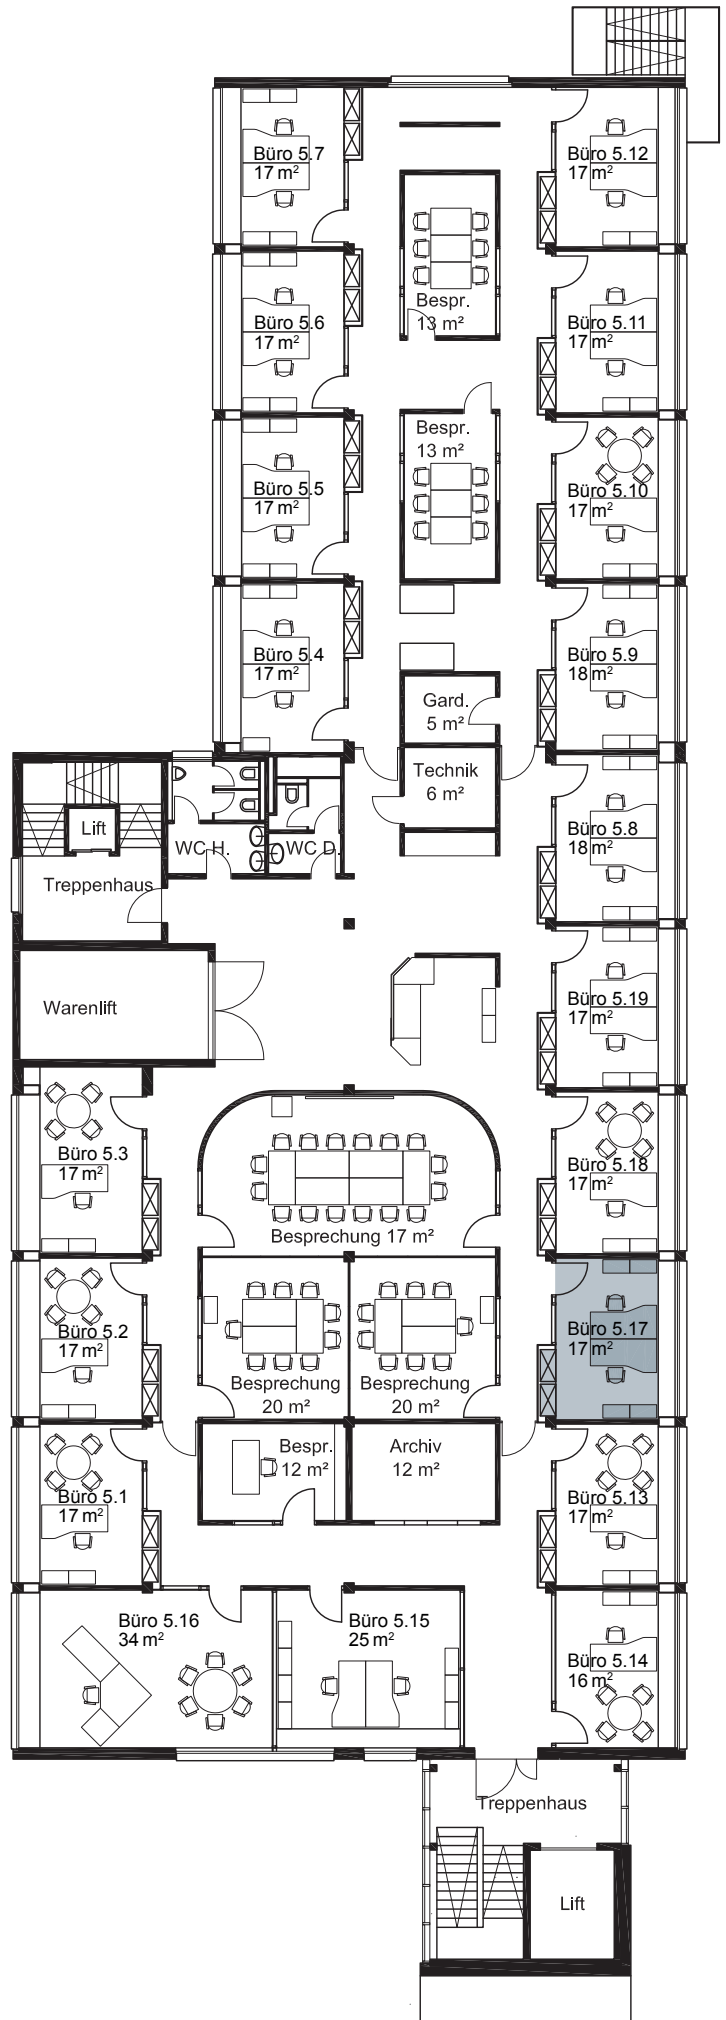 Büro 5.7
17 m²
Büro 5.12
17 m²
Bespr.
13 m²
Büro 5.6
17 m²
Büro 5.11
17 m²
Bespr.
13 m²
Büro 5.5
17 m²
Büro 5.10
17 m²
Büro 5.4
17 m²
Büro 5.9
18 m²
Gard.
5 m²
Technik
6 m²
Lift
WC H.
WC D.
Büro 5.8
18 m²
Treppenhaus
Warenlift
Büro 5.19
17 m²
Büro 5.3
17 m²
Büro 5.18
17 m²
Besprechung 17 m²
Büro 5.2
17 m²
Büro 5.17
17 m²
Besprechung
20 m²
Besprechung
20 m²
Bespr.
12 m²
Archiv
12 m²
Büro 5.1
17 m²
Büro 5.13
17 m²
Büro 5.16
34 m²
Büro 5.15
25 m²
Büro 5.14
16 m²
Treppenhaus
Lift